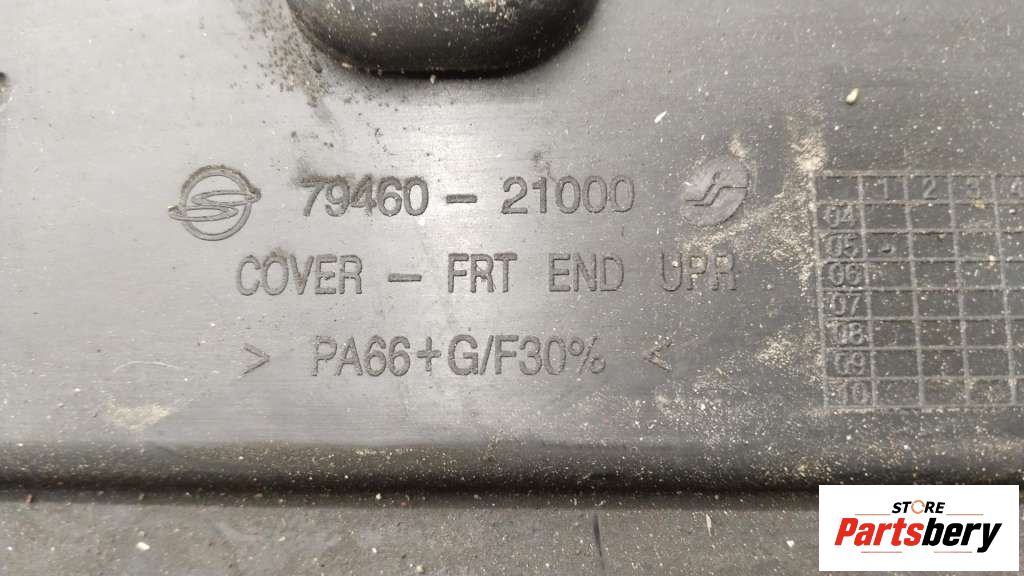 79460 - 21000
COVER - FRT END UPR
> PA66+G/F30% <
1 2 3 4
04
05
06
07
08
09
10
STORE
Partsbery